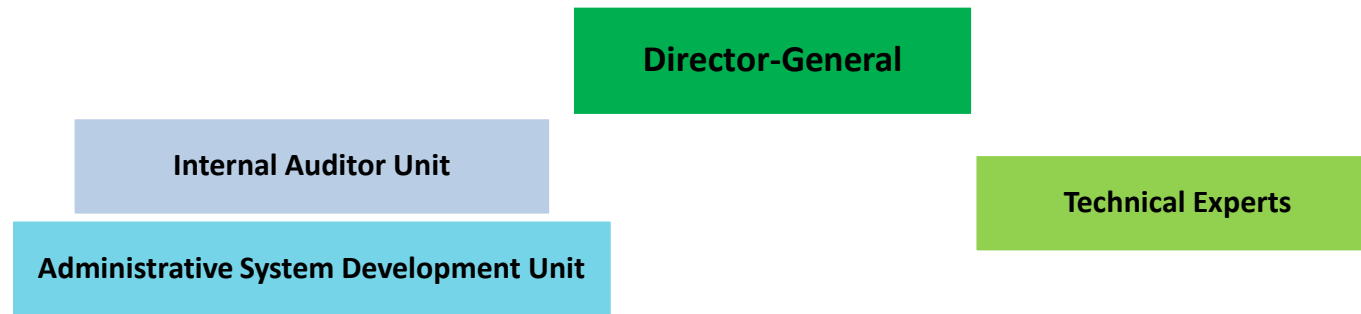 Director-General
Internal Auditor Unit
Technical Experts
Administrative System Development Unit